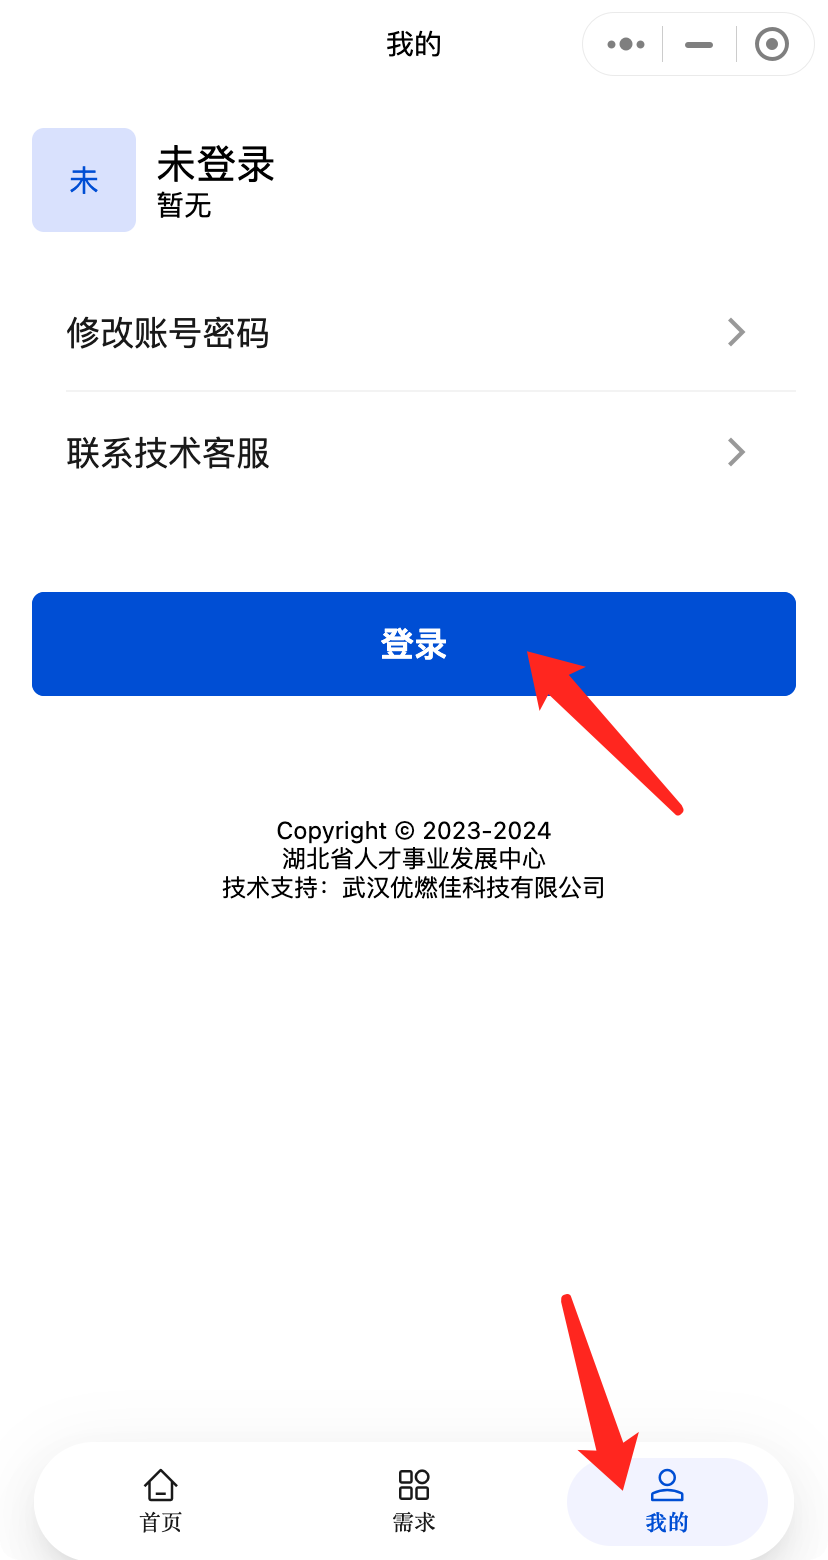 我的
未
未登录
暂无
修改账号密码
联系技术客服
登录
Copyright © 2023-2024
湖北省人才事业发展中心
技术支持：武汉优燃佳科技有限公司
首页
需求
我的